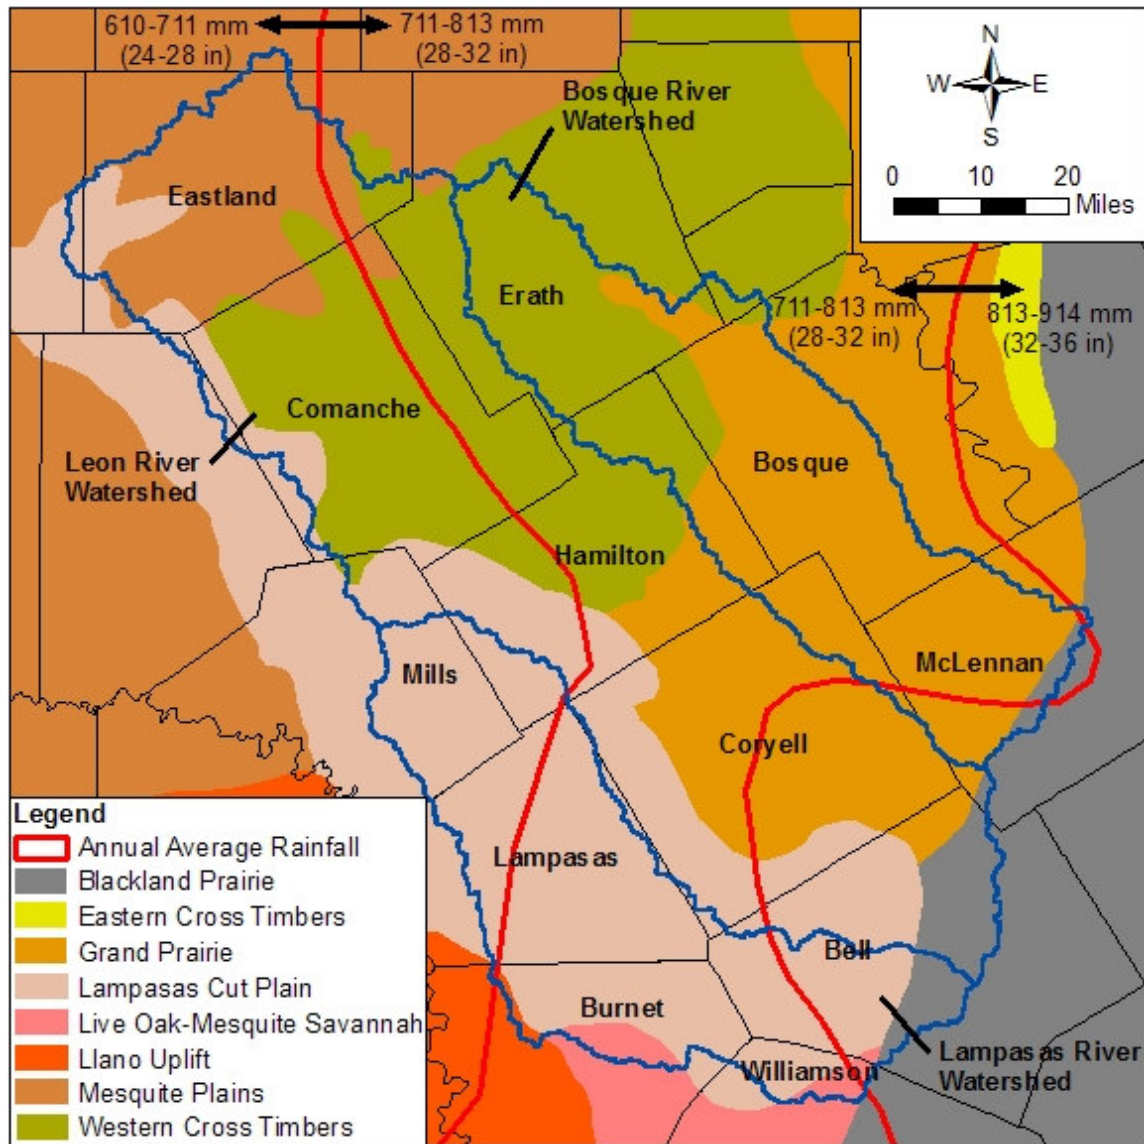 610-711 mm
(24-28 in)
711-813 mm
(28-32 in)
N
W
E
S
0 10 20
Miles
Bosque River
Watershed
Eastland
Erath
711-813 mm
(28-32 in)
813-914 mm
(32-36 in)
Comanche
Leon River
Watershed
Bosque
Hamilton
Mills
McLennan
Coryell
Lampasas
Bell
Burnet
Williamson
Lampasas River
Watershed
Legend
Annual Average Rainfall
Blackland Prairie
Eastern Cross Timbers
Grand Prairie
Lampasas Cut Plain
Live Oak-Mesquite Savannah
Llano Uplift
Mesquite Plains
Western Cross Timbers